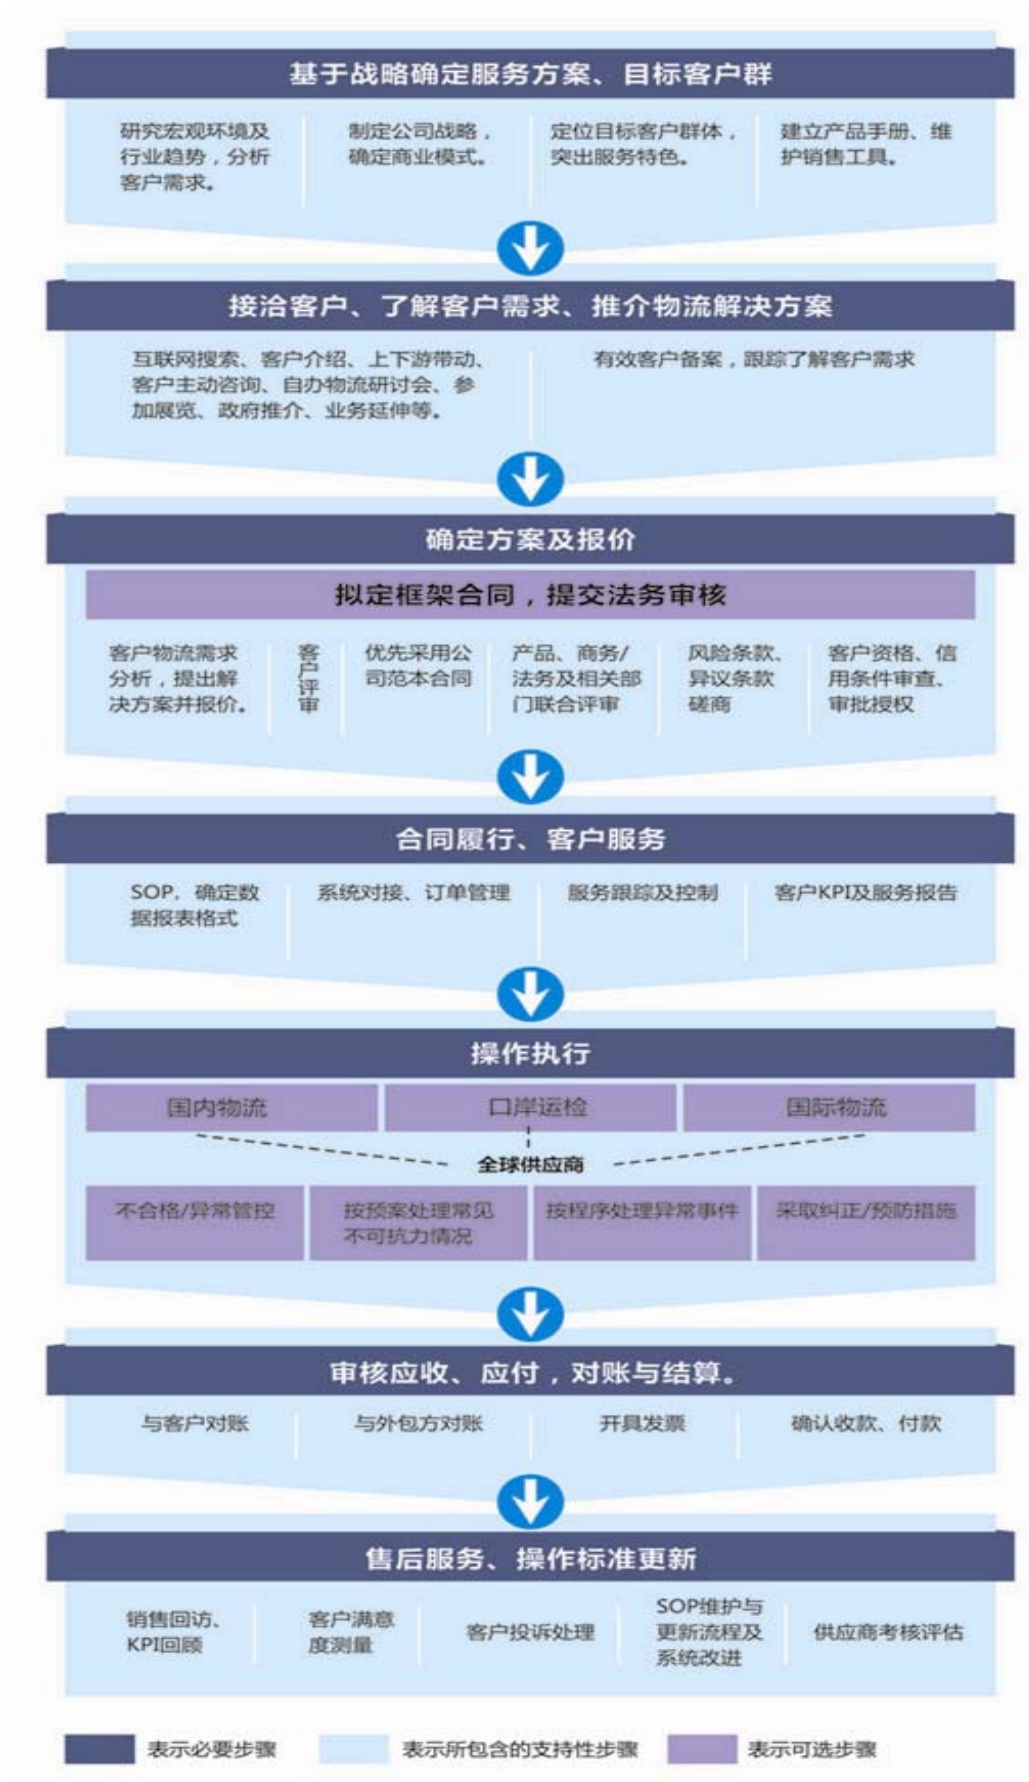 基于战略确定服务方案、目标客户群
研究宏观环境及
行业趋势，分析
客户需求。
制定公司战略，
确定商业模式。
定位目标客户群体，
突出服务特色。
建立产品手册、维
护销售工具。
接洽客户、了解客户需求、推介物流解决方案
互联网搜索、客户介绍、上下游带动、
客户主动咨询、自办物流研讨会、参
加展览、政府推介、业务延伸等。
有效客户备案，跟踪了解客户需求
确定方案及报价
拟定框架合同，提交法务审核
客户物流需求
分析，提出解
决方案并报价。
客户评审
优先采用公
司范本合同
产品、商务/
法务及相关部
门联合评审
风险条款、
异议条款
磋商
客户资格、信
用条件审查、
审批授权
合同履行、客户服务
SOP，确定数
据报表格式
系统对接、订单管理
服务跟踪及控制
客户KPI及服务报告
操作执行
国内物流
口岸运检
国际物流
全球供应商
不合格/异常管控
按预案处理常见
不可抗力情况
按程序处理异常事件
采取纠正/预防措施
审核应收、应付，对账与结算。
与客户对账
与外包方对账
开具发票
确认收款、付款
售后服务、操作标准更新
销售回访、
KPI回顾
客户满意
度测量
客户投诉处理
SOP维护与
更新流程及
系统改进
供应商考核评估
表示必要步骤
表示所包含的支持性步骤
表示可选步骤